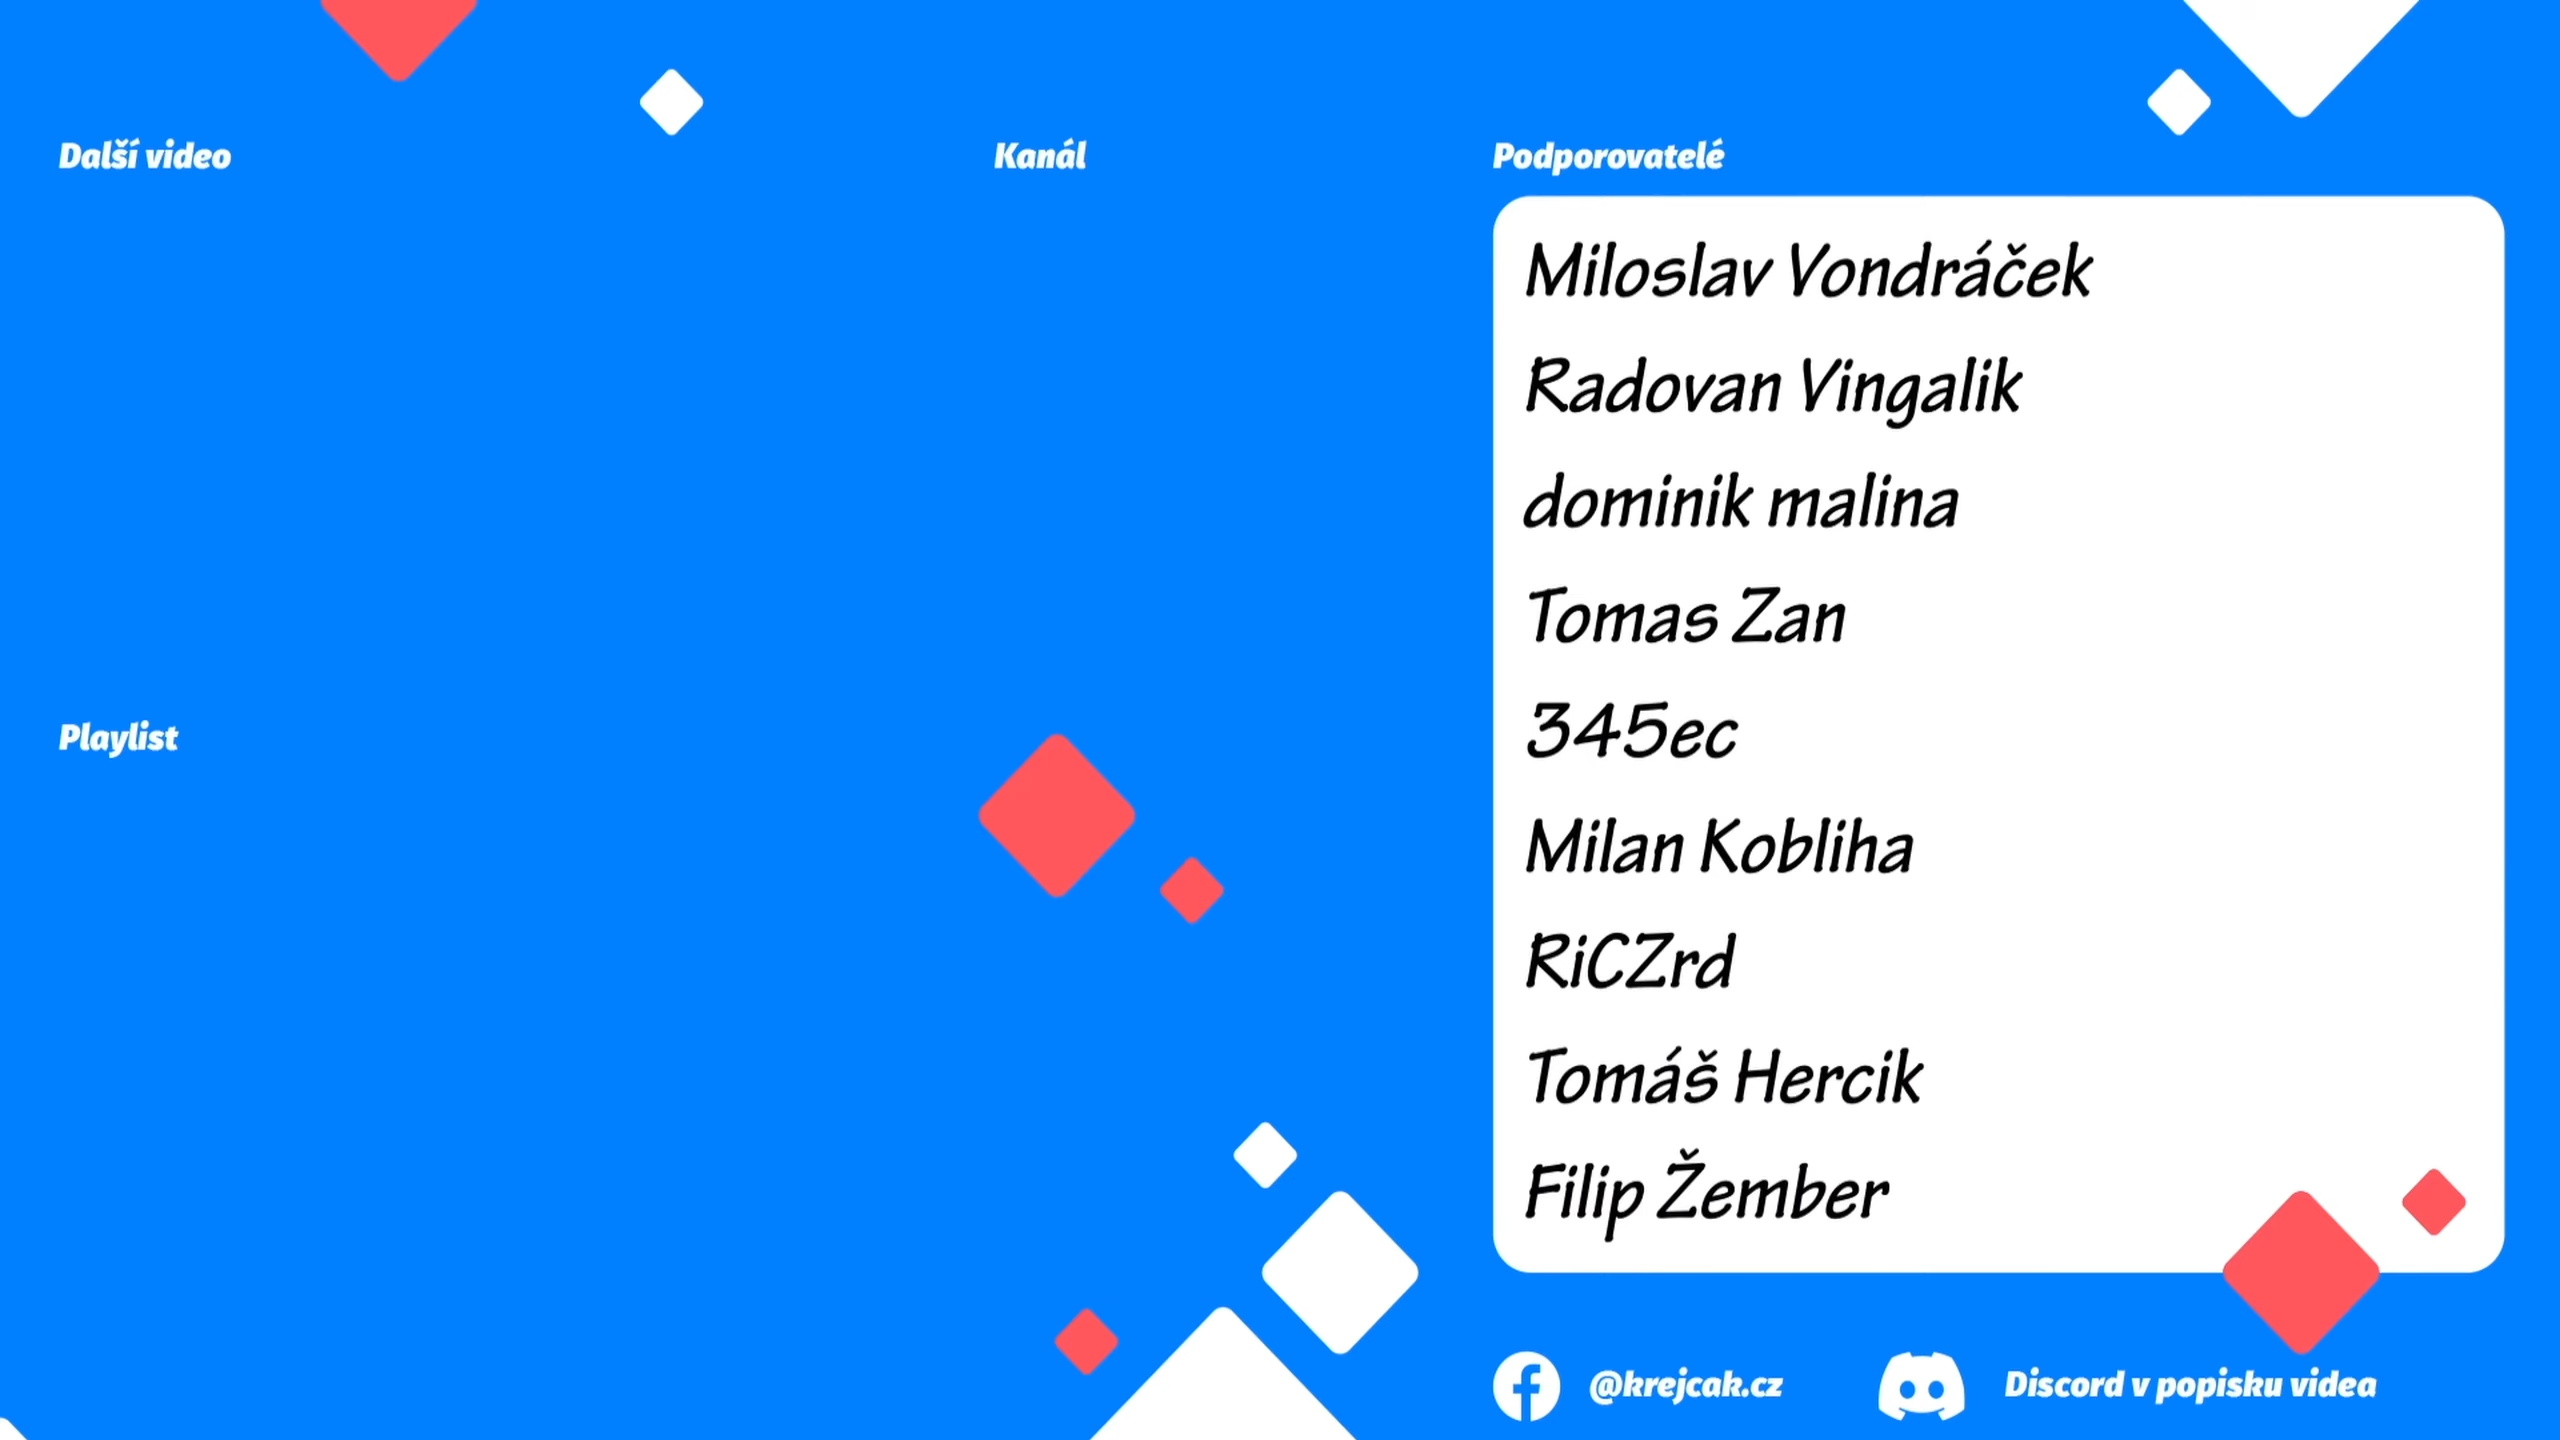 Další video
Kanál
Podporovatelé
Miloslav Vondráček
Radovan Vingalik
dominik malina
Tomas Zan
345ec
Milan Kobliha
RiCZrd
Tomáš Hercik
Filip Žember
Playlist
@krejcak.cz
Discord v popisku videa